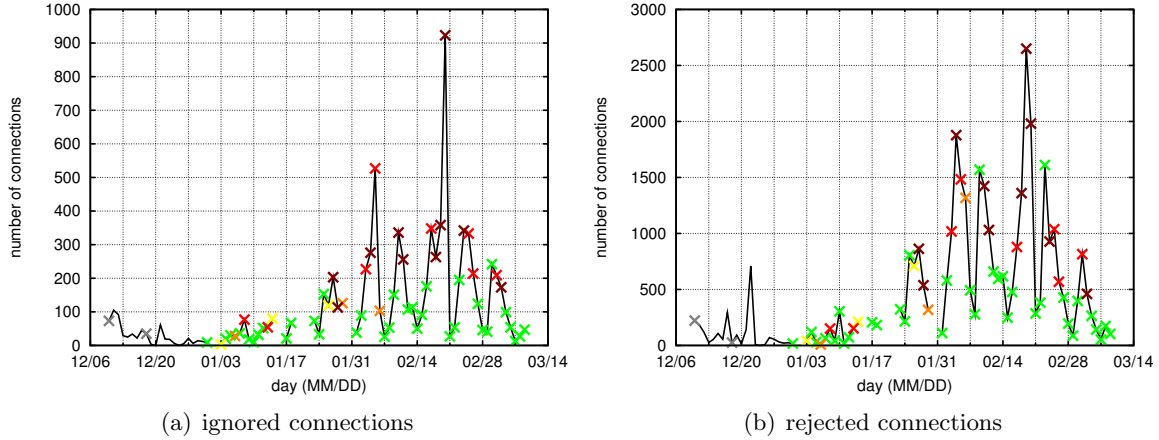 1000
900
800
700
600
500
400
300
200
100
0
number of connections
12/06 12/20 01/03 01/17 01/31 02/14 02/28 03/14
day (MM/DD)
(a) ignored connections
3000
2500
2000
1500
1000
500
0
number of connections
12/06 12/20 01/03 01/17 01/31 02/14 02/28 03/14
day (MM/DD)
(b) rejected connections